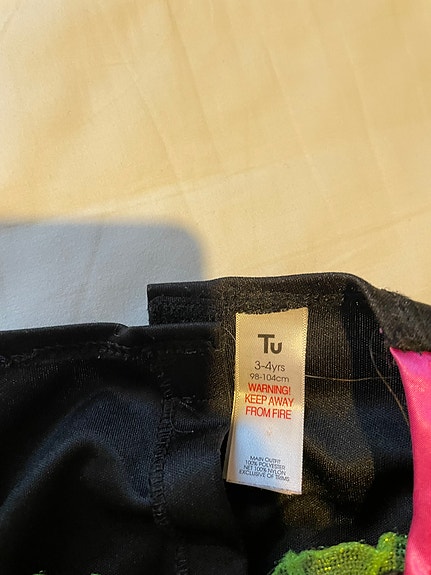 Tu
3-4yrs
98-104cm
WARNING!
KEEP AWAY
FROM FIRE
MAIN OUTFIT
100% POLYESTER
NET 100% NYLON
EXCLUSIVE OF TRIMS